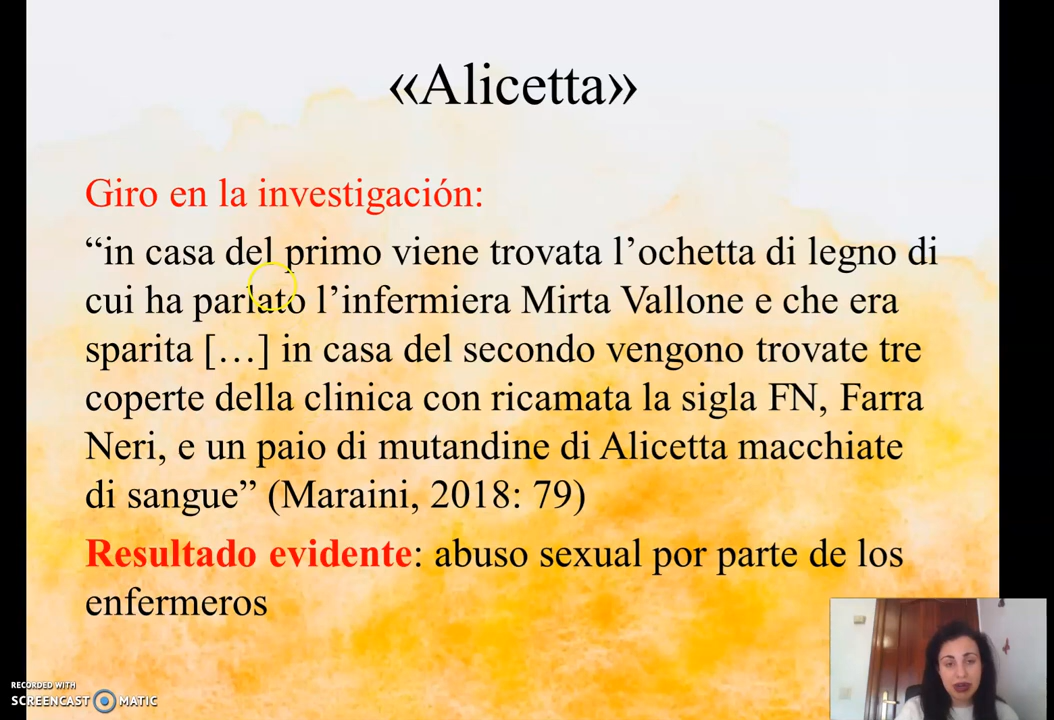 «Alicetta»
Giro en la investigación:
“in casa del primo viene trovata l’ochetta di legno di
cui ha parlato l’infermiera Mirta Vallone e che era
sparita […] in casa del secondo vengono trovate tre
coperte della clinica con ricamata la sigla FN, Farra
Neri, e un paio di mutandine di Alicetta macchiate
di sangue” (Maraini, 2018: 79)
Resultado evidente: abuso sexual por parte de los
enfermeros
RECORDED WITH
SCREENCAST MATIC